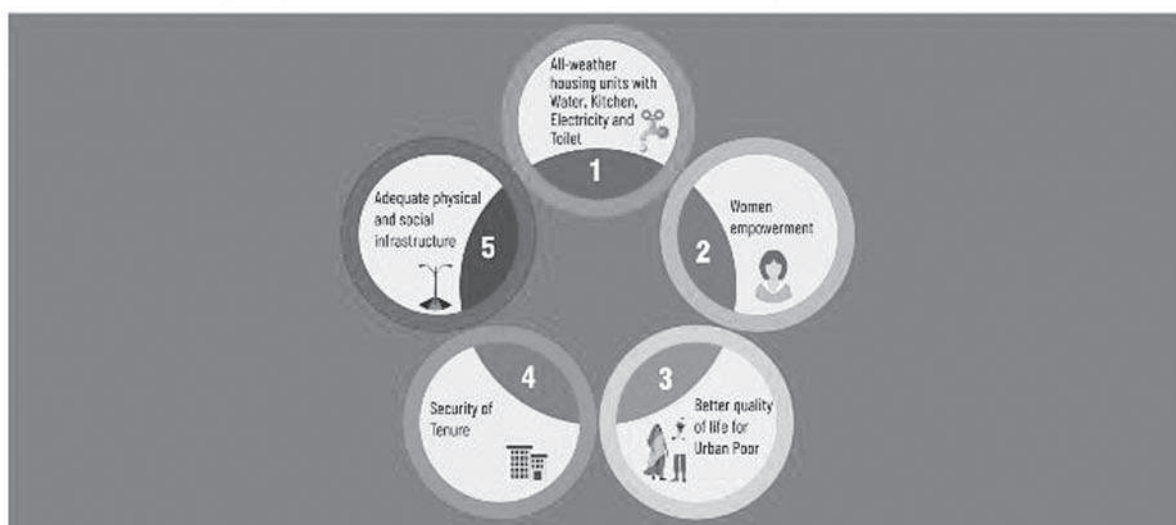 All-weather
housing units with
Water, Kitchen,
Electricity and
Toilet
1
Women
empowerment
2
3
Better quality
of life for
Urban Poor
4
Security of
Tenure
Adequate physical
and social
infrastructure
5